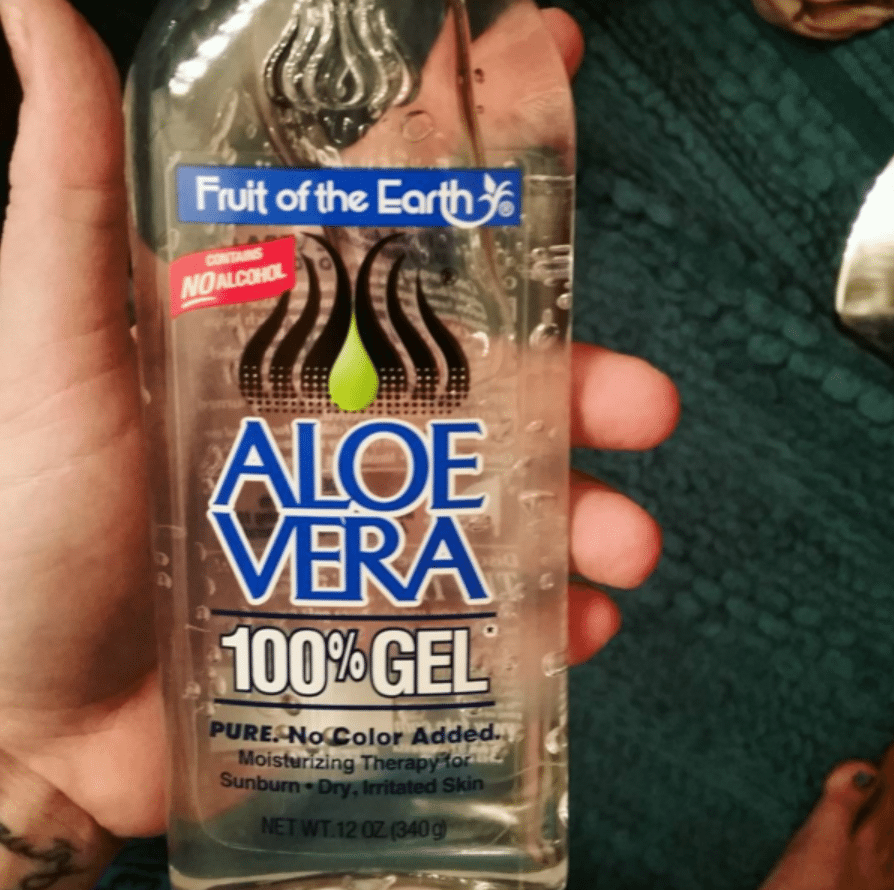 Fruit of the Earth ®
CONTAINS
NO ALCOHOL
ALOE
VERA
100% GEL*
PURE. No Color Added.
Moisturizing Therapy for
Sunburn • Dry, Irritated Skin
NET WT. 12 OZ. (340g)